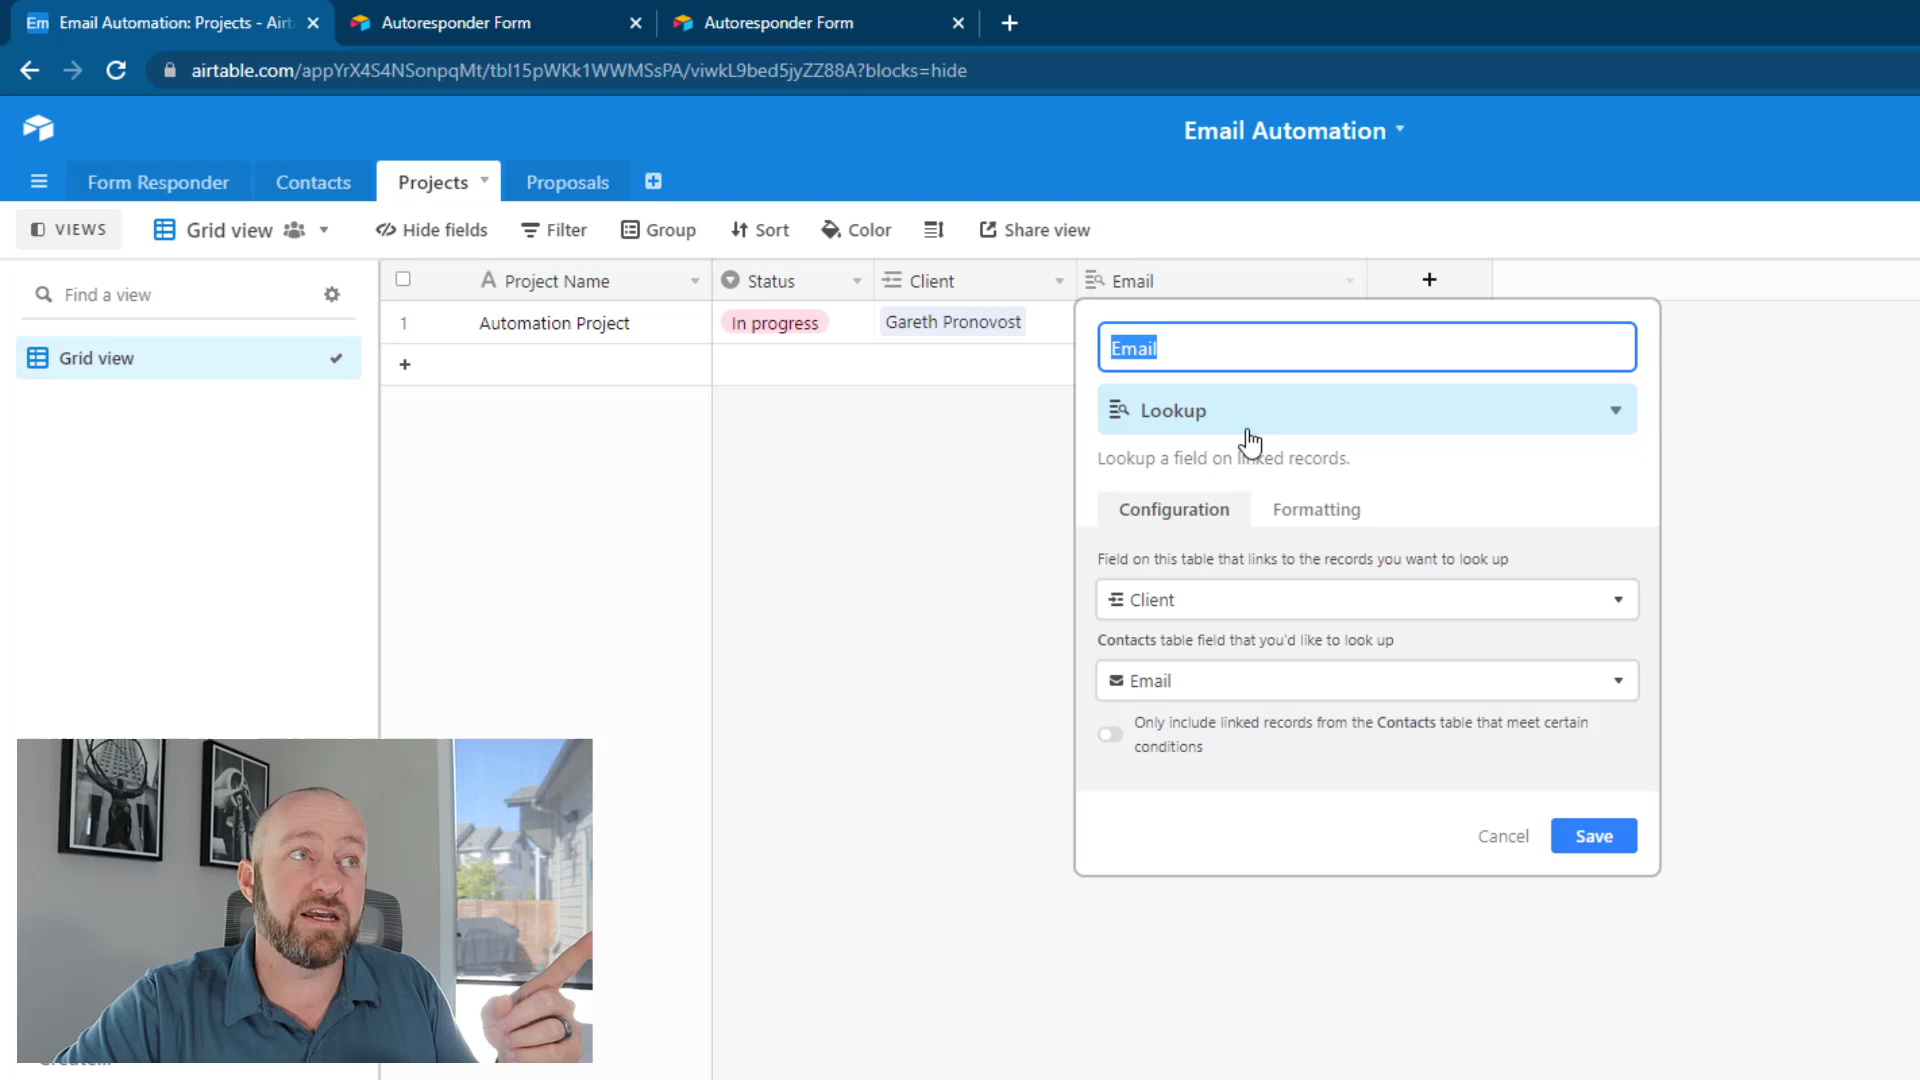 Em Email Automation: Projects - Airt
Autoresponder Form
Autoresponder Form
airtable.com/appYrX4S4NSonpqMt/tbl15pWKk1WWMSsPA/viwkL9bed5jyZZ88A?blocks=hide
Email Automation
Form Responder
Contacts
Projects
Proposals
VIEWS
Grid view
Hide fields
Filter
Group
Sort
Color
Share view
Find a view
Grid view
Project Name
Status
Client
Email
1
Automation Project
In progress
Gareth Pronovost
Email
Lookup
Lookup a field on linked records.
Configuration
Formatting
Field on this table that links to the records you want to look up
Client
Contacts table field that you'd like to look up
Email
Only include linked records from the Contacts table that meet certain
conditions
Cancel
Save